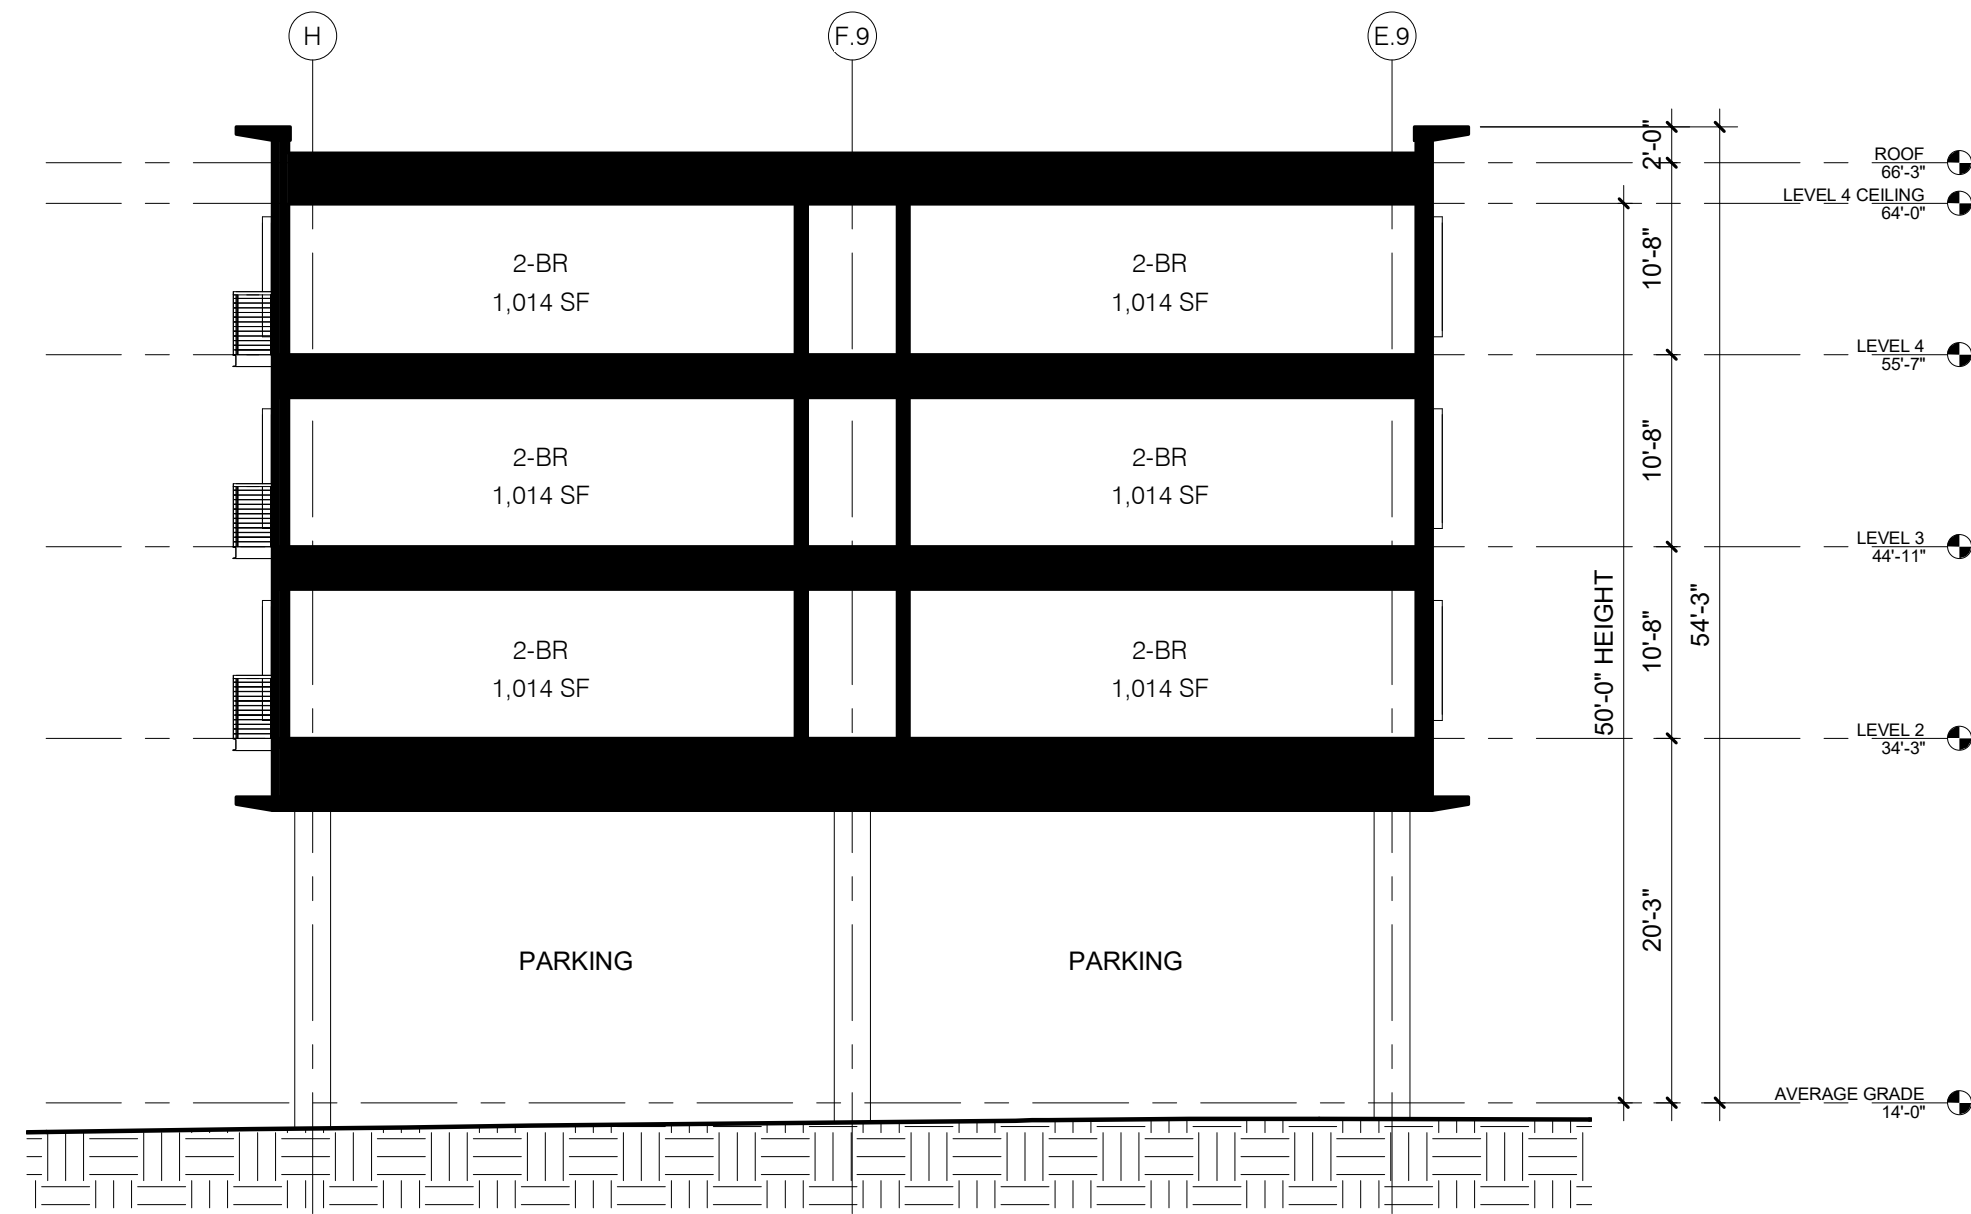 H
F.9
E.9
2'-0"
ROOF
66'-3"
LEVEL 4 CEILING
64'-0"
2-BR
1,014 SF
2-BR
1,014 SF
10'-8"
LEVEL 4
55'-7"
2-BR
1,014 SF
2-BR
1,014 SF
10'-8"
LEVEL 3
44'-11"
2-BR
1,014 SF
2-BR
1,014 SF
50'-0" HEIGHT
10'-8"
54'-3"
LEVEL 2
34'-3"
PARKING
PARKING
20'-3"
AVERAGE GRADE
14'-0"